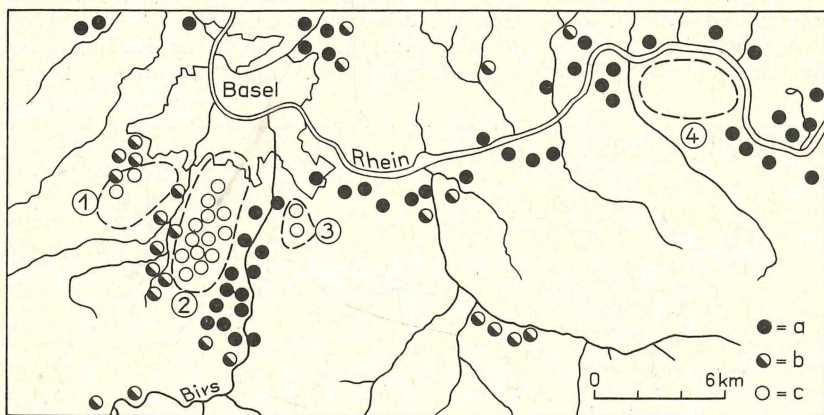 Basel
Rhein
①
②
③
④
Birs
● = a
◐ = b
○ = c
0 6 km